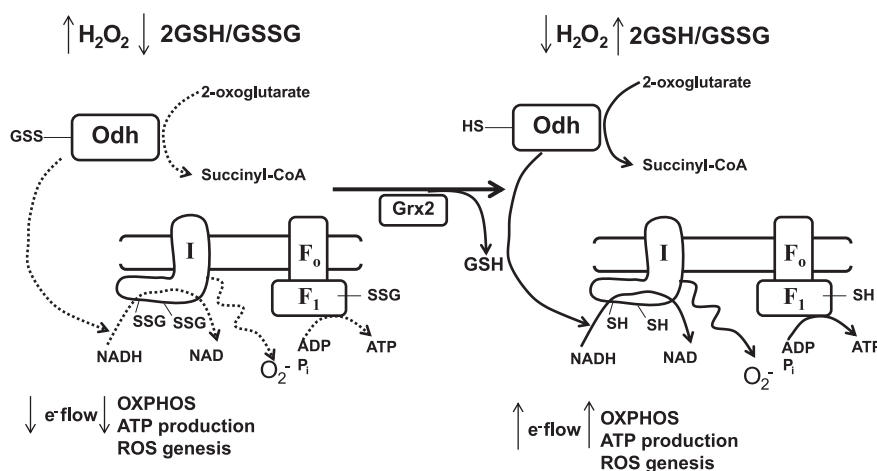 H2O2 2GSH/GSSG
2-oxoglutarate
GSS
Odh
Succinyl-CoA
I
Fo
F1
SSG
SSG
SSG
NADH
NAD
O2-
ADP
Pi
ATP
e-flow
OXPHOS
ATP production
ROS genesis
Grx2
GSH
H2O2 2GSH/GSSG
2-oxoglutarate
HS
Odh
Succinyl-CoA
I
Fo
F1
SH
SH
SH
NADH
NAD
O2-
ADP
Pi
ATP
e-flow
OXPHOS
ATP production
ROS genesis